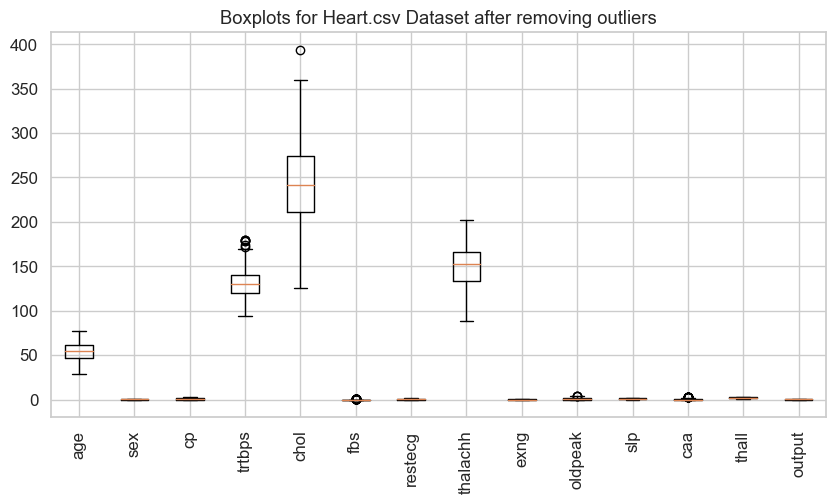 Boxplots for Heart.csv Dataset after removing outliers
400
350
300
250
200
150
100
50
0
age
sex
cp
trtbps
chol
fbs
restecg
thalachh
exng
oldpeak
slp
caa
thall
output